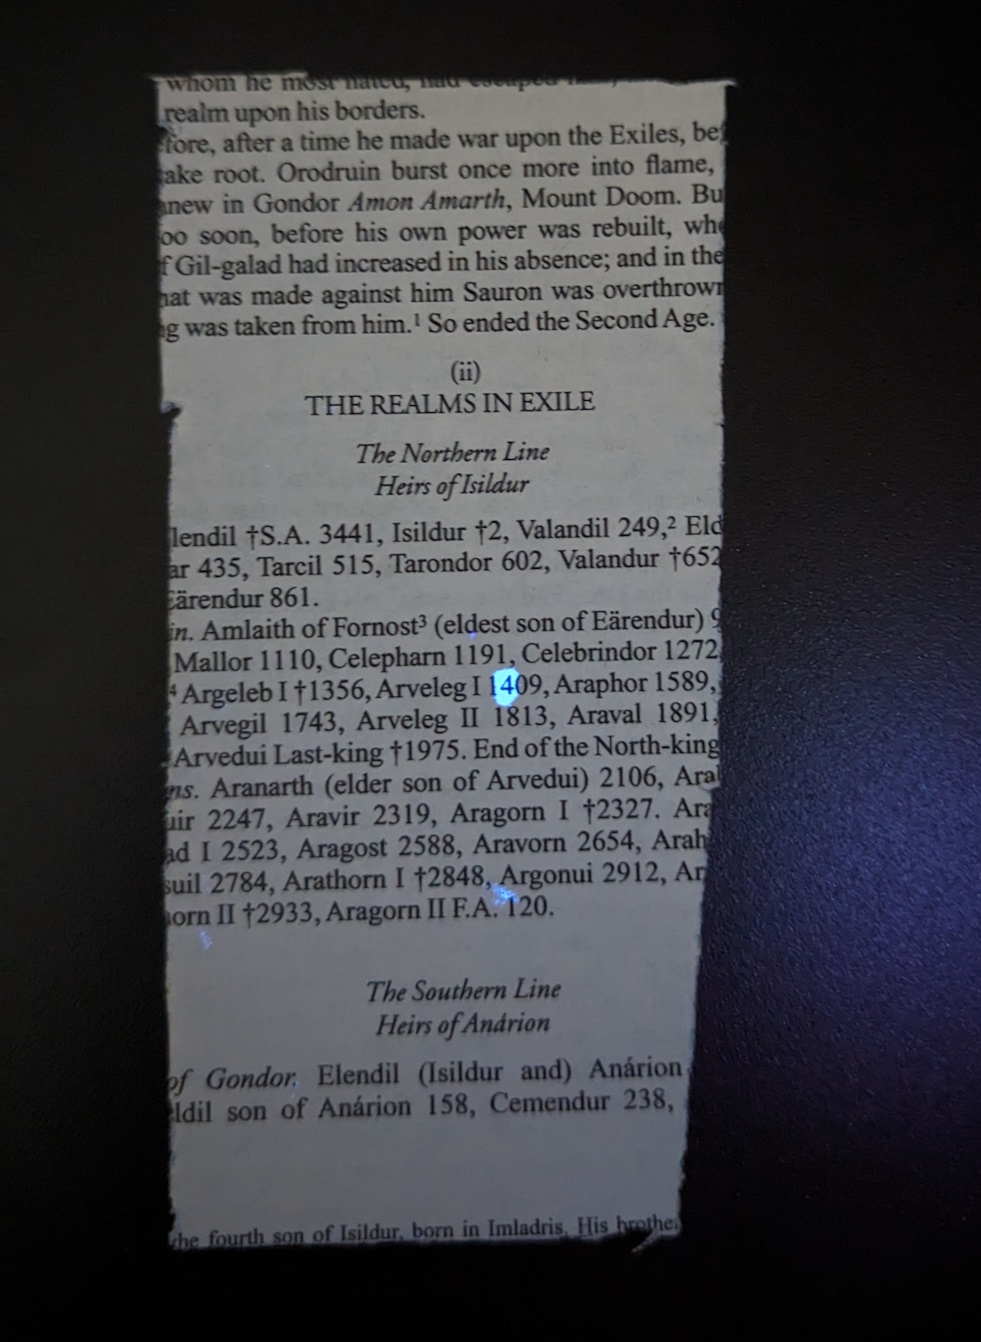 whom he most hated, had escaped
realm upon his borders.
fore, after a time he made war upon the Exiles, be
ake root. Orodruin burst once more into flame,
new in Gondor Amon Amarth, Mount Doom. Bu
oo soon, before his own power was rebuilt, wh
f Gil-galad had increased in his absence; and in the
hat was made against him Sauron was overthrow
g was taken from him.¹ So ended the Second Age.
(ii)
THE REALMS IN EXILE
The Northern Line
Heirs of Isildur
lendil †S.A. 3441, Isildur †2, Valandil 249,² Eld
ar 435, Tarcil 515, Tarondor 602, Valandur †652
Eärendur 861.
in. Amlaith of Fornost³ (eldest son of Eärendur) 9
Mallor 1110, Celepharn 1191, Celebrindor 1272
⁴ Argeleb I †1356, Arveleg I 1409, Araphor 1589,
Arvegil 1743, Arveleg II 1813, Araval 1891,
Arvedui Last-king †1975. End of the North-king
ns. Aranarth (elder son of Arvedui) 2106, Ara
uir 2247, Aravir 2319, Aragorn I †2327. Ara
ad I 2523, Aragost 2588, Aravorn 2654, Arah
suil 2784, Arathorn I †2848, Argonui 2912, Ar
orn II †2933, Aragorn II F.A. 120.
The Southern Line
Heirs of Anárion
of Gondor. Elendil (Isildur and) Anárion
ldil son of Anárion 158, Cemendur 238,
he fourth son of Isildur, born in Imladris. His brothe